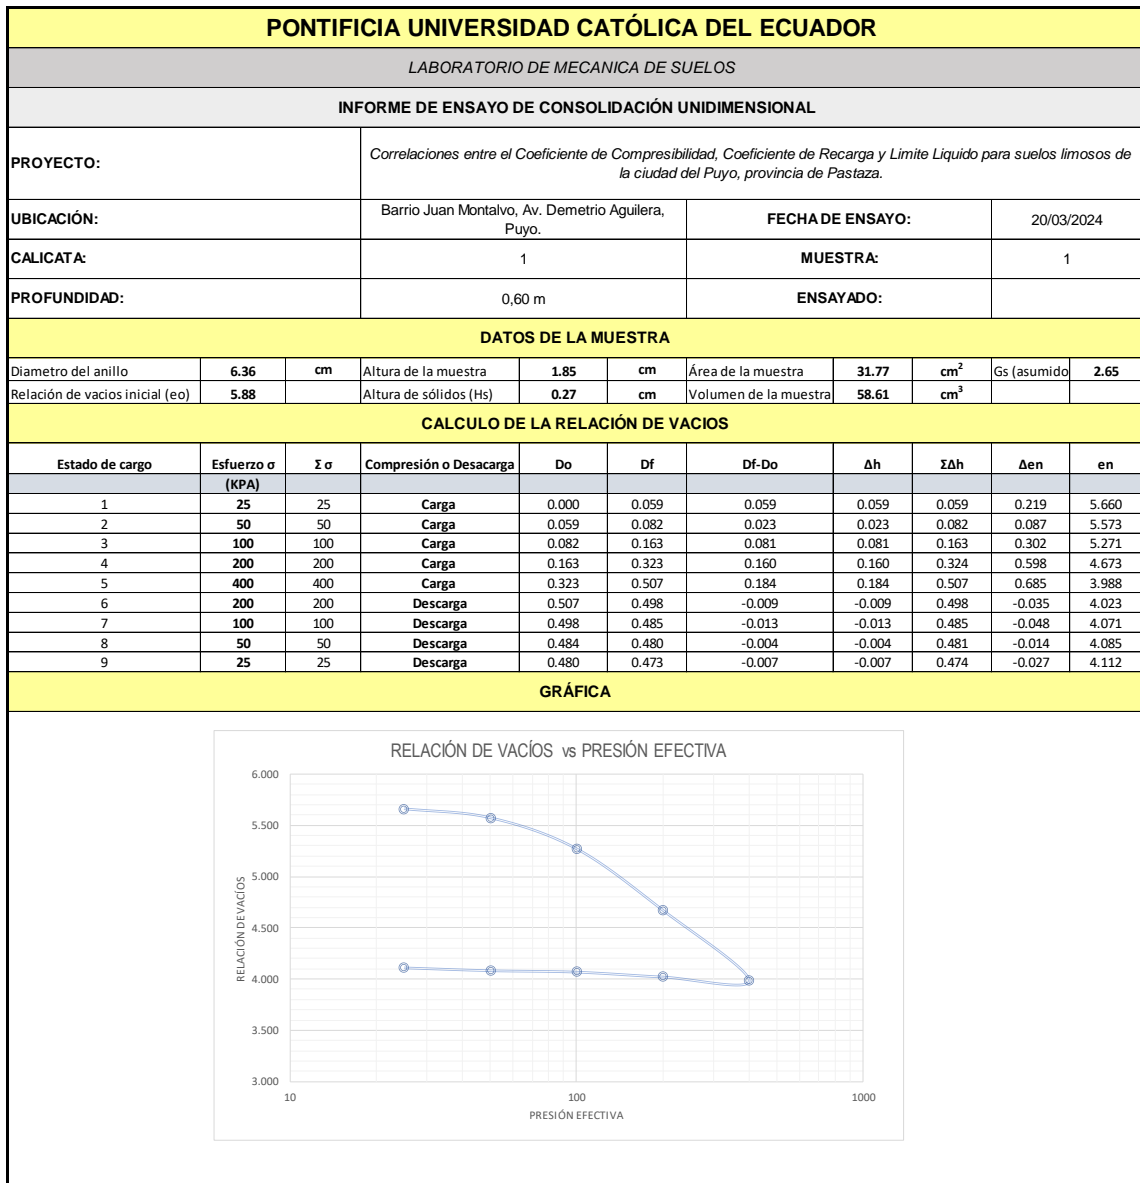 PONTIFICIA UNIVERSIDAD CATÓLICA DEL ECUADOR
LABORATORIO DE MECANICA DE SUELOS
INFORME DE ENSAYO DE CONSOLIDACIÓN UNIDIMENSIONAL
PROYECTO: Correlaciones entre el Coeficiente de Compresibilidad, Coeficiente de Recarga y Limite Liquido para suelos limosos de
la ciudad del Puyo, provincia de Pastaza.
UBICACIÓN: Barrio Juan Montalvo, Av. Demetrio Aguilera, Puyo. FECHA DE ENSAYO: 20/03/2024
CALICATA: 1 MUESTRA: 1
PROFUNDIDAD: 0,60 m ENSAYADO:
DATOS DE LA MUESTRA
Diametro del anillo 6.36 cm Altura de la muestra 1.85 cm Área de la muestra 31.77 cm² Gs (asumido 2.65
Relación de vacios inicial (eo) 5.88 Altura de sólidos (Hs) 0.27 cm Volumen de la muestra 58.61 cm³
CALCULO DE LA RELACIÓN DE VACIOS
Estado de cargo Esfuerzo σ Σ σ Compresión o Desacarga Do Df Df-Do Δh ΣΔh Δen en
(KPA)
1 25 25 Carga 0.000 0.059 0.059 0.059 0.059 0.219 5.660
2 50 50 Carga 0.059 0.082 0.023 0.023 0.082 0.087 5.573
3 100 100 Carga 0.082 0.163 0.081 0.081 0.163 0.302 5.271
4 200 200 Carga 0.163 0.323 0.160 0.160 0.324 0.598 4.673
5 400 400 Carga 0.323 0.507 0.184 0.184 0.507 0.685 3.988
6 200 200 Descarga 0.507 0.498 -0.009 -0.009 0.498 -0.035 4.023
7 100 100 Descarga 0.498 0.485 -0.013 -0.013 0.485 -0.048 4.071
8 50 50 Descarga 0.484 0.480 -0.004 -0.004 0.481 -0.014 4.085
9 25 25 Descarga 0.480 0.473 -0.007 -0.007 0.474 -0.027 4.112
GRÁFICA
RELACIÓN DE VACÍOS vs PRESIÓN EFECTIVA
6.000
5.500
5.000
4.500
4.000
3.500
3.000
RELACIÓN DE VACÍOS
10 100 1000
PRESIÓN EFECTIVA